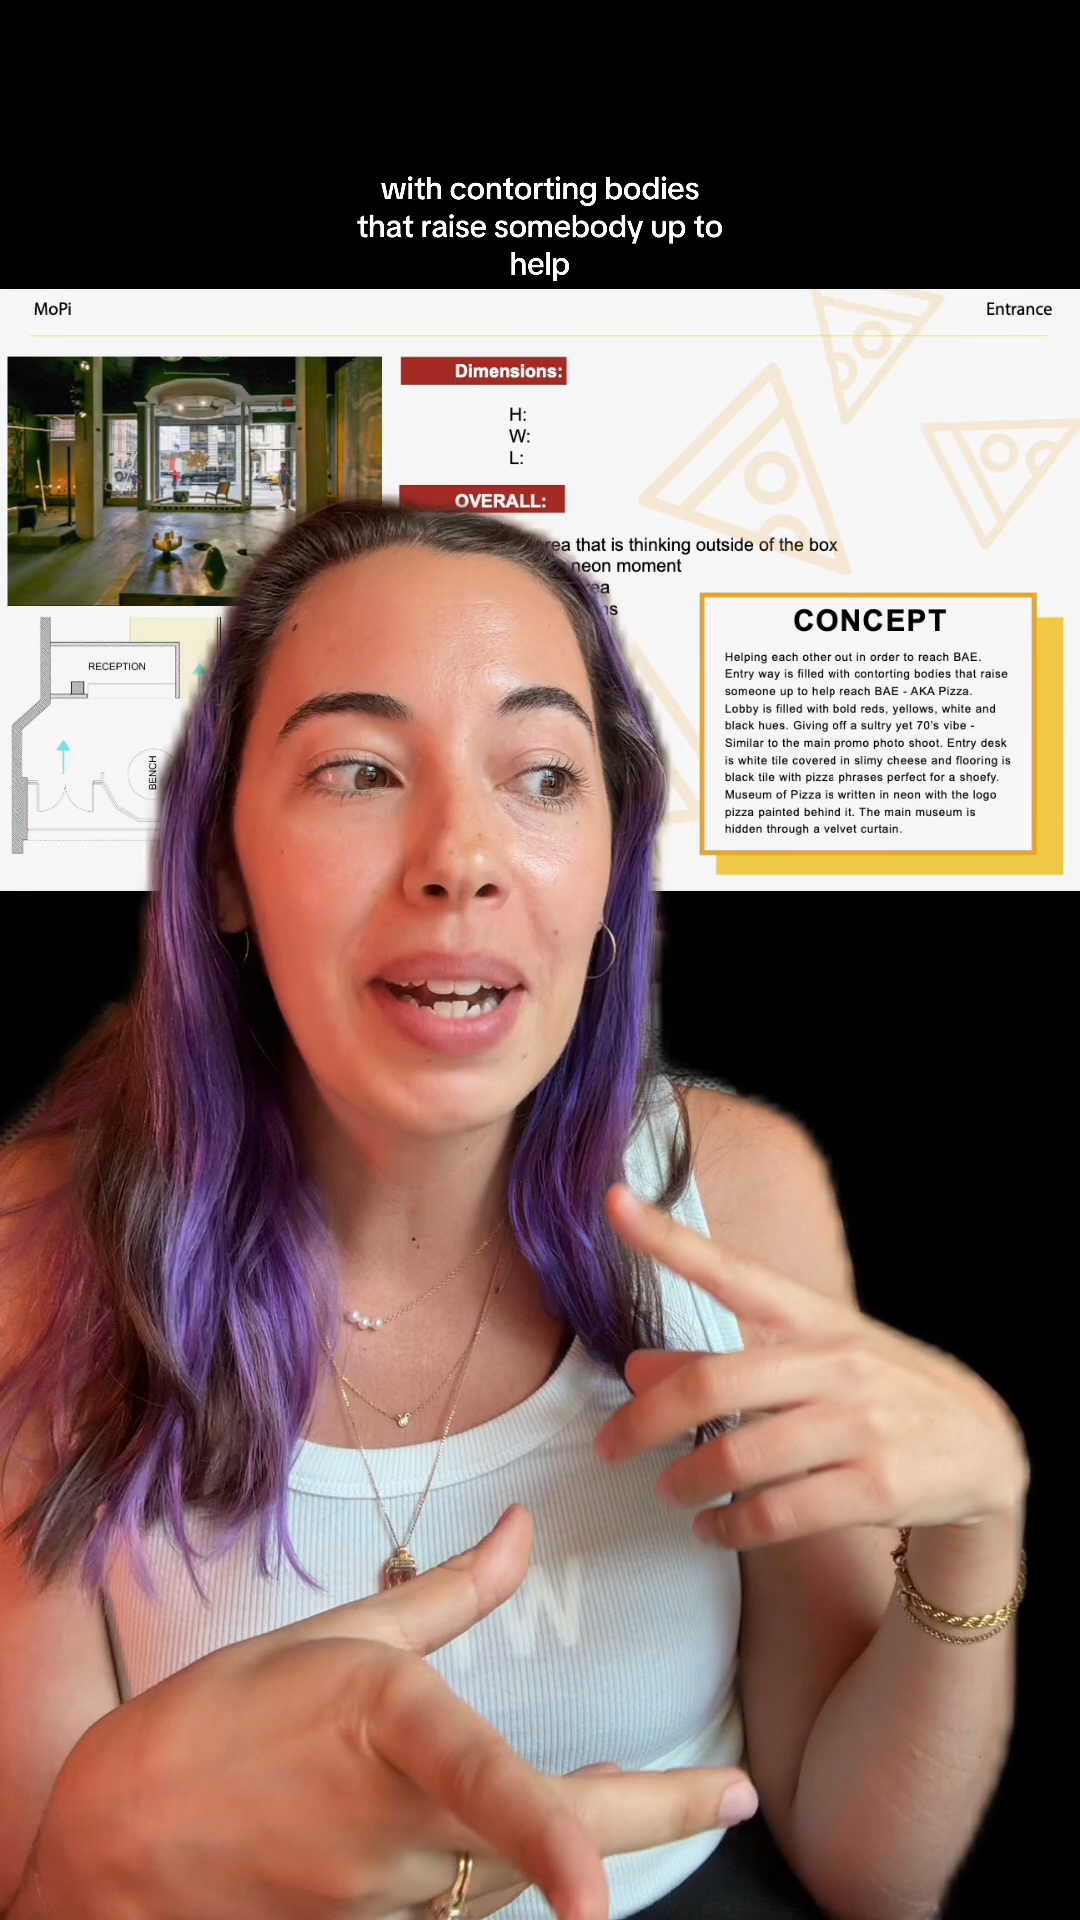 with contorting bodies
that raise somebody up to
help
MoPi
Entrance
Dimensions:
H:
W:
L:
OVERALL:
that is thinking outside of the box
neon moment
RECEPTION
BENCH
CONCEPT
Helping each other out in order to reach BAE.
Entry way is filled with contorting bodies that raise
someone up to help reach BAE - AKA Pizza.
Lobby is filled with bold reds, yellows, white and
black hues. Giving off a sultry yet 70's vibe -
Similar to the main promo photo shoot. Entry desk
is white tile covered in slimy cheese and flooring is
black tile with pizza phrases perfect for a shoefy.
Museum of Pizza is written in neon with the logo
pizza painted behind it. The main museum is
hidden through a velvet curtain.